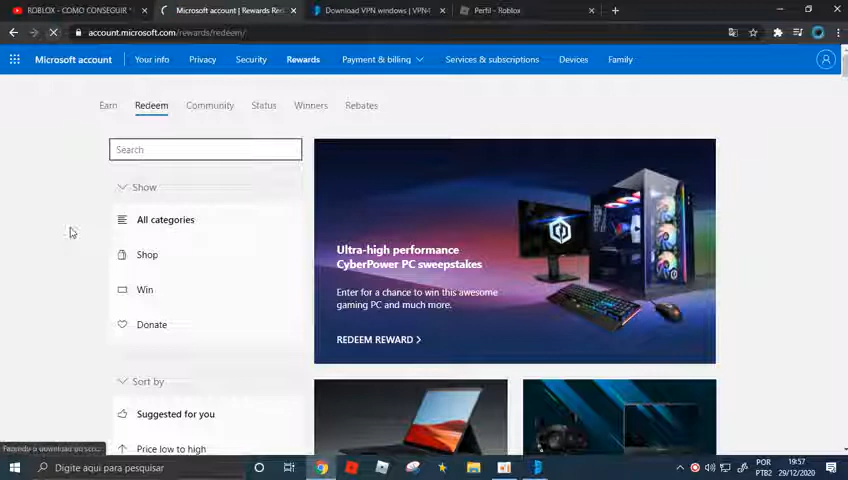 ROBLOX - COMO CONSEGUIR
Microsoft account | Rewards Red
Download VPN windows | VPN
Perfil - Roblox
account.microsoft.com/rewards/redeem/
Microsoft account
Your info
Privacy
Security
Rewards
Payment & billing
Services & subscriptions
Devices
Family
Earn
Redeem
Community
Status
Winners
Rebates
Search
Show
All categories
Shop
Win
Donate
Sort by
Suggested for you
Price low to high
Ultra-high performance
CyberPower PC sweepstakes
Enter for a chance to win this awesome
gaming PC and much more.
REDEEM REWARD
Digite aqui para pesquisar
POR
PTB2
19:57
29/12/2020